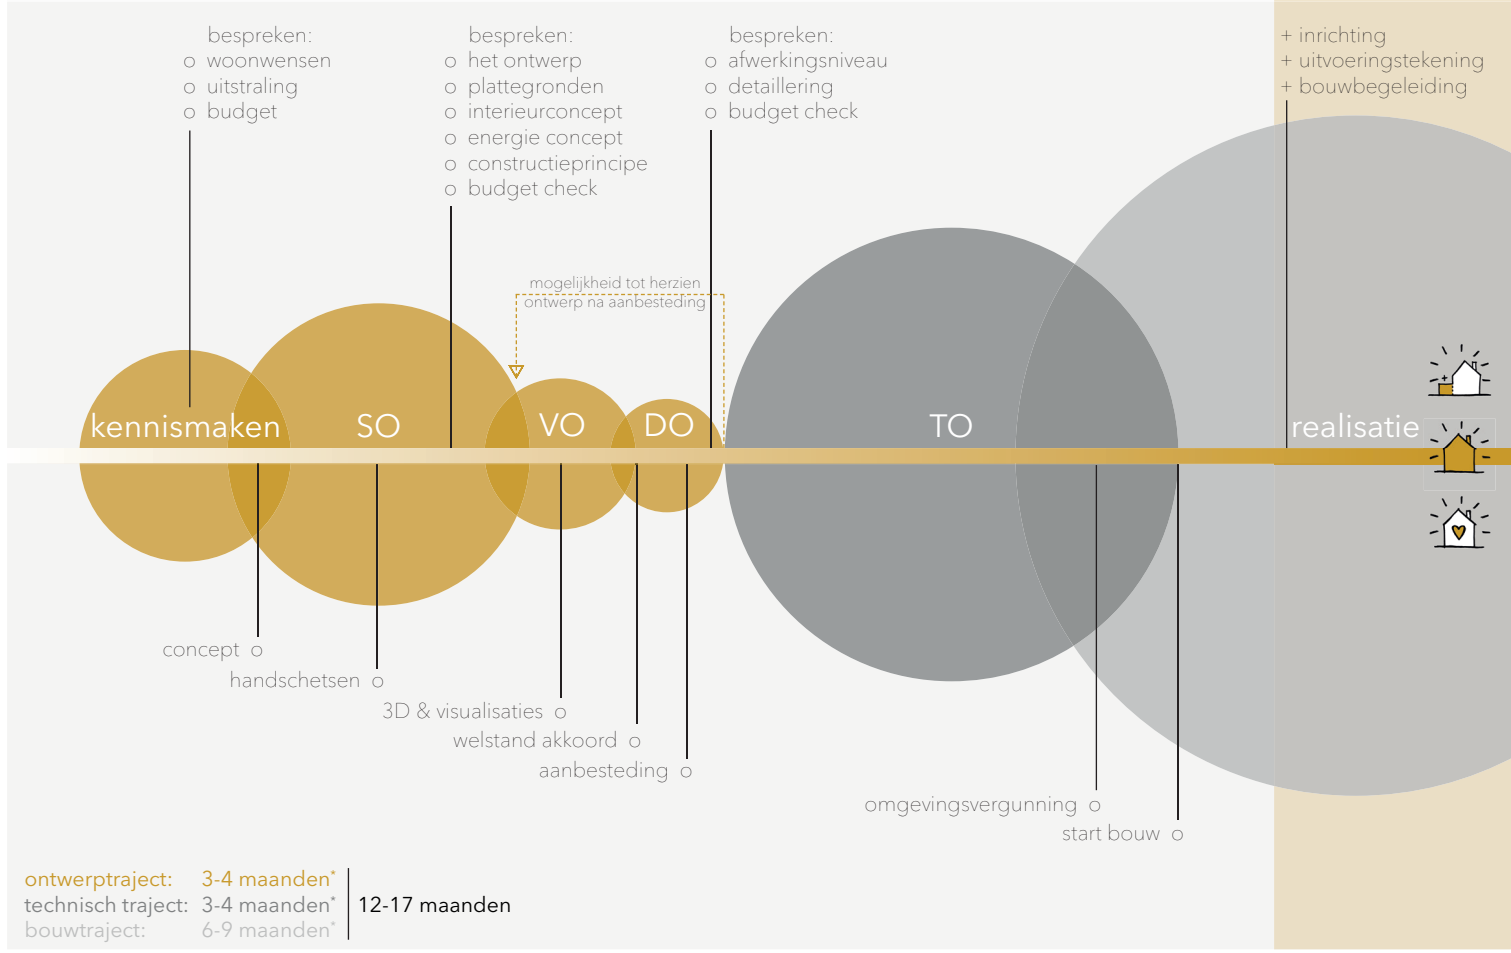 bespreken:
o woonwensen
o uitstraling
o budget
bespreken:
o het ontwerp
o plattegronden
o interieurconcept
o energie concept
o constructieprincipe
o budget check
bespreken:
o afwerkingsniveau
o detaillering
o budget check
+ inrichting
+ uitvoeringstekening
+ bouwbegeleiding
mogelijkheid tot herzien
ontwerp na aanbesteding
kennismaken
SO
VO
DO
TO
realisatie
concept o
handschetsen o
3D & visualisaties o
welstand akkoord o
aanbesteding o
omgevingsvergunning o
start bouw o
ontwerptraject: 3-4 maanden*
technisch traject: 3-4 maanden*
bouwtraject: 6-9 maanden*
12-17 maanden